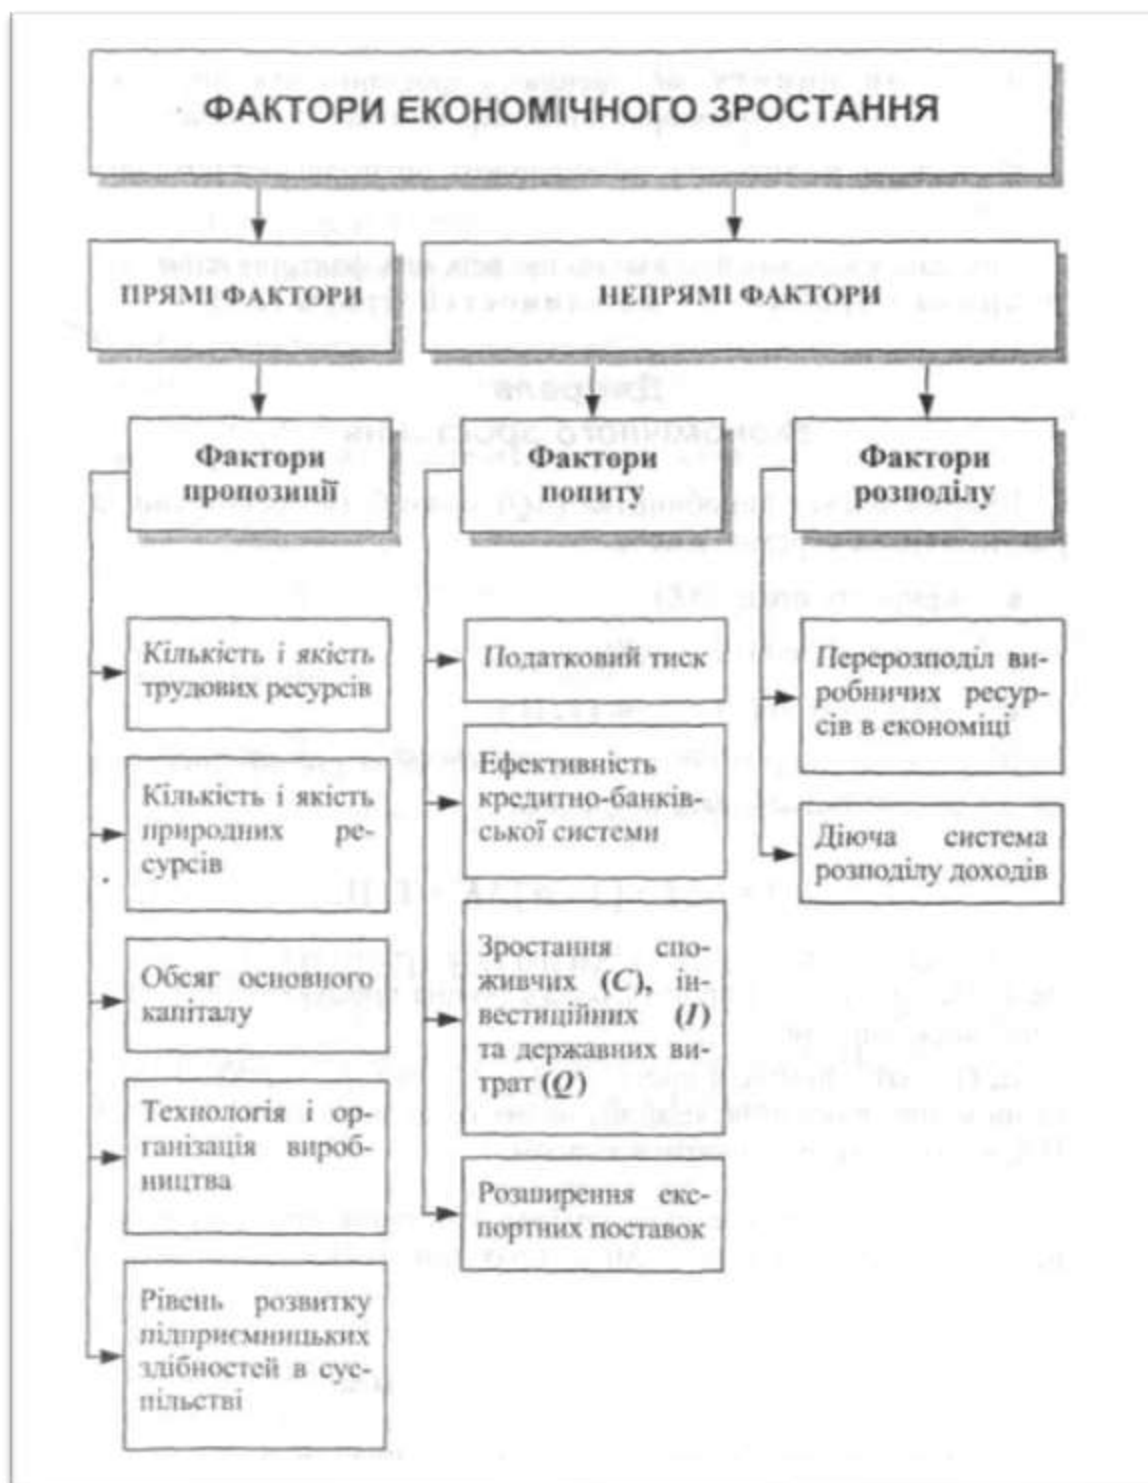 ФАКТОРИ ЕКОНОМІЧНОГО ЗРОСТАННЯ
ПРЯМІ ФАКТОРИ
НЕПРЯМІ ФАКТОРИ
Фактори
пропозиції
Фактори
попиту
Фактори
розподілу
Кількість і якість
трудових ресурсів
Кількість і якість
природних ре-
сурсів
Обсяг основного
капіталу
Технологія і ор-
ганізація вироб-
ництва
Рівень розвитку
підприємницьких
здібностей в сус-
пільстві
Податковий тиск
Ефективність
кредитно-банків-
ської системи
Зростання спо-
живчих (C), ін-
вестиційних (I)
та державних ви-
трат (Q)
Розширення екс-
портних поставок
Перерозподіл ви-
робничих ресур-
сів в економіці
Діюча система
розподілу доходів